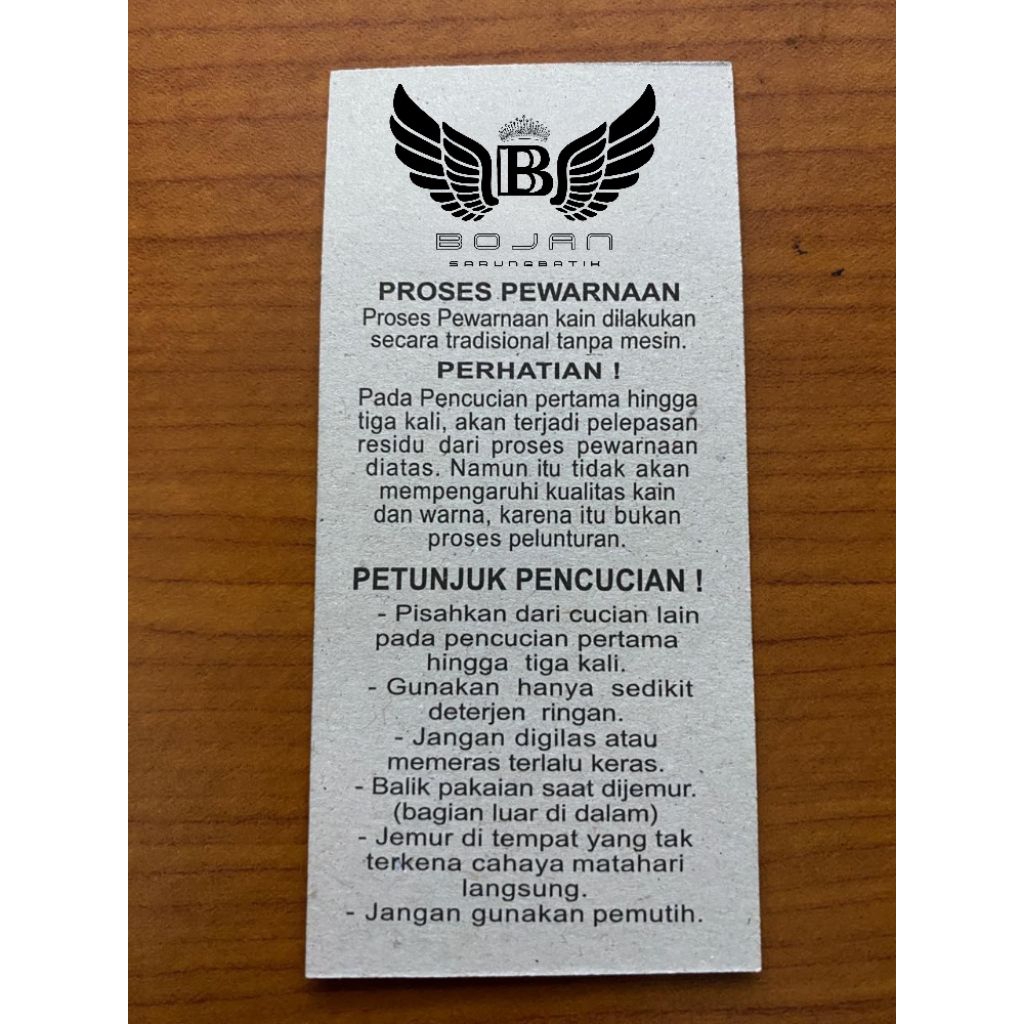 B
BOJAN
SARUNGBATIK
PROSES PEWARNAAN
Proses Pewarnaan kain dilakukan
secara tradisional tanpa mesin.
PERHATIAN !
Pada Pencucian pertama hingga
tiga kali, akan terjadi pelepasan
residu dari proses pewarnaan
diatas. Namun itu tidak akan
mempengaruhi kualitas kain
dan warna, karena itu bukan
proses pelunturan.
PETUNJUK PENCUCIAN !
- Pisahkan dari cucian lain
pada pencucian pertama
hingga tiga kali.
- Gunakan hanya sedikit
deterjen ringan.
- Jangan digilas atau
memeras terlalu keras.
- Balik pakaian saat dijemur.
(bagian luar di dalam)
- Jemur di tempat yang tak
terkena cahaya matahari
langsung.
- Jangan gunakan pemutih.